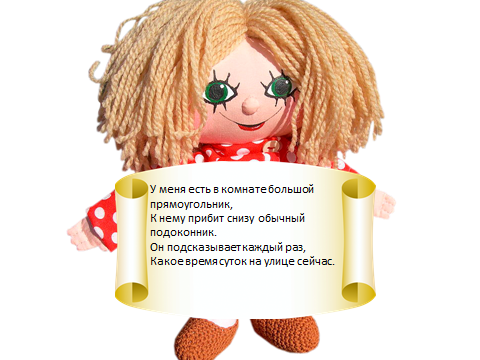 У меня есть в комнате большой
прямоугольник,
К нему прибит снизу обычный
подоконник.
Он подсказывает каждый раз,
Какое время суток на улице сейчас.